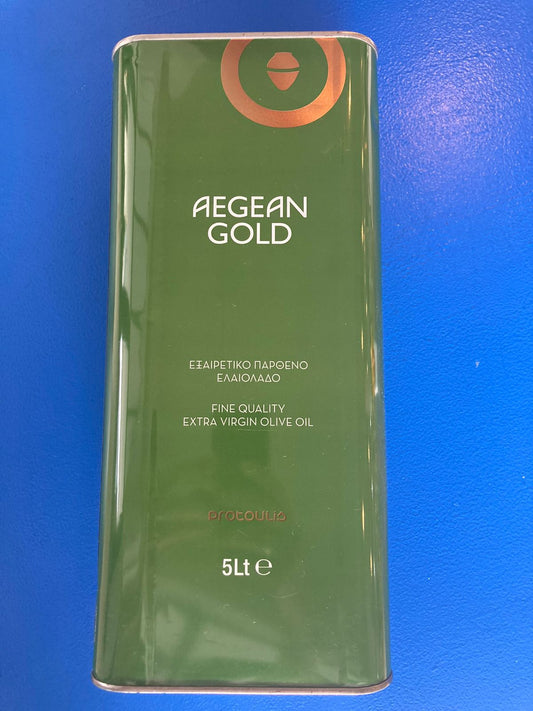 AEGEAN
GOLD
ΕΞΑΙΡΕΤΙΚΟ ΠΑΡΘΕΝΟ
ΕΛΑΙΟΛΑΔΟ
FINE QUALITY
EXTRA VIRGIN OLIVE OIL
protoulis
5Lt ℮